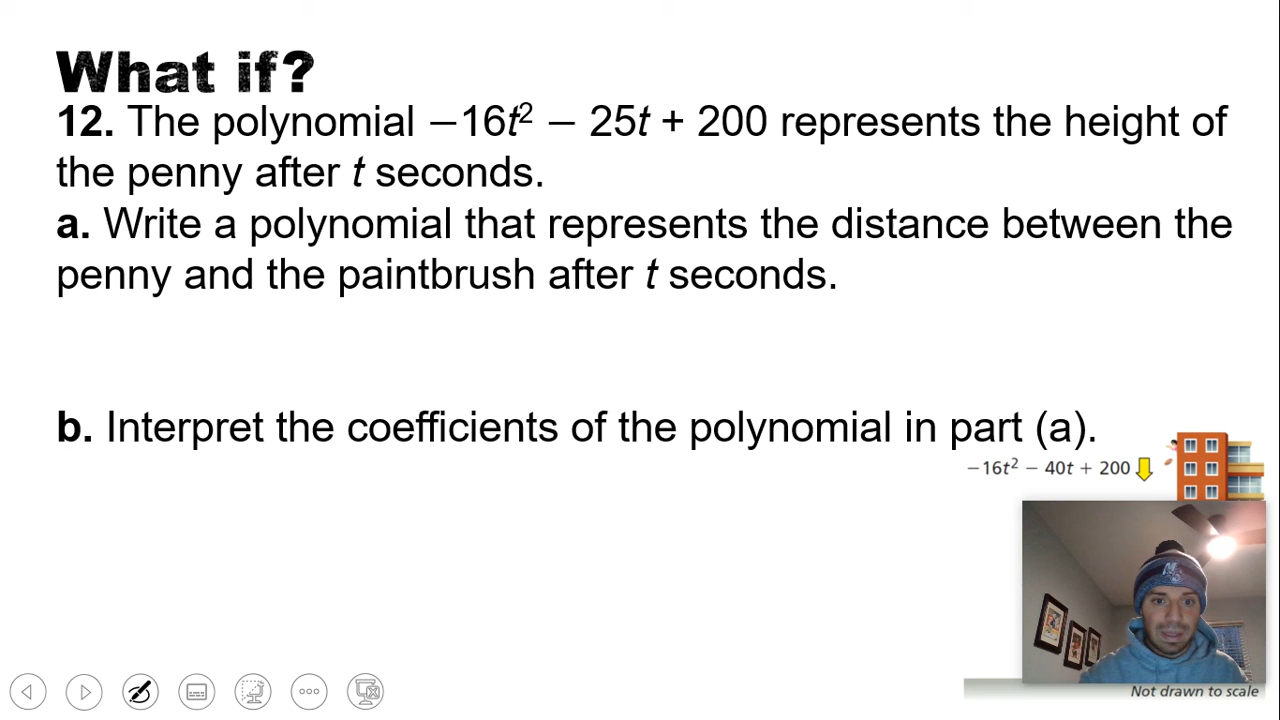 What if?
12. The polynomial −16t² − 25t + 200 represents the height of
the penny after t seconds.
a. Write a polynomial that represents the distance between the
penny and the paintbrush after t seconds.
b. Interpret the coefficients of the polynomial in part (a).
−16t² − 40t + 200
Not drawn to scale